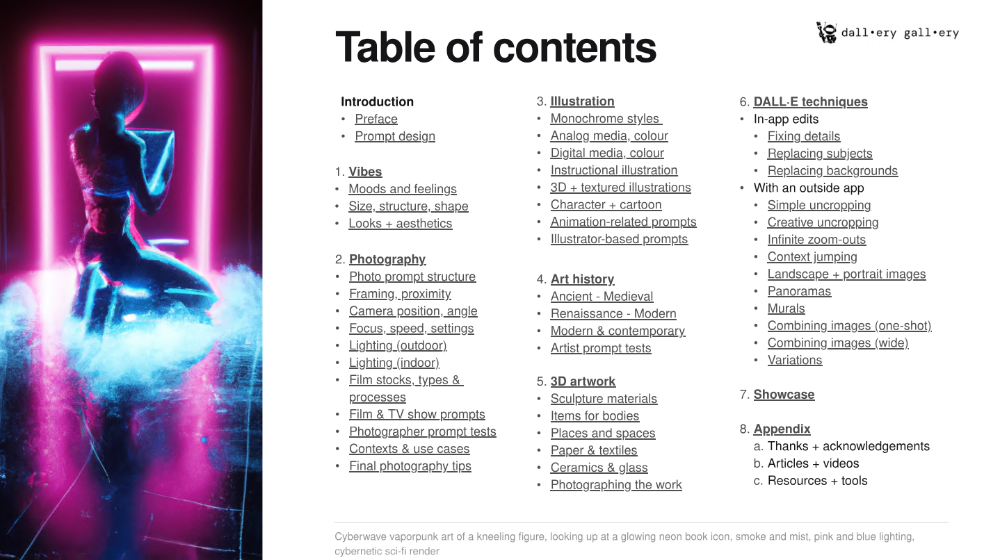 Table of contents
dall•ery gall•ery
Introduction
• Preface
• Prompt design
1. Vibes
• Moods and feelings
• Size, structure, shape
• Looks + aesthetics
2. Photography
• Photo prompt structure
• Framing, proximity
• Camera position, angle
• Focus, speed, settings
• Lighting (outdoor)
• Lighting (indoor)
• Film stocks, types &
processes
• Film & TV show prompts
• Photographer prompt tests
• Contexts & use cases
• Final photography tips
3. Illustration
• Monochrome styles
• Analog media, colour
• Digital media, colour
• Instructional illustration
• 3D + textured illustrations
• Character + cartoon
• Animation-related prompts
• Illustrator-based prompts
4. Art history
• Ancient - Medieval
• Renaissance - Modern
• Modern & contemporary
• Artist prompt tests
5. 3D artwork
• Sculpture materials
• Items for bodies
• Places and spaces
• Paper & textiles
• Ceramics & glass
• Photographing the work
6. DALL·E techniques
• In-app edits
• Fixing details
• Replacing subjects
• Replacing backgrounds
• With an outside app
• Simple uncropping
• Creative uncropping
• Infinite zoom-outs
• Context jumping
• Landscape + portrait images
• Panoramas
• Murals
• Combining images (one-shot)
• Combining images (wide)
• Variations
7. Showcase
8. Appendix
a. Thanks + acknowledgements
b. Articles + videos
c. Resources + tools
Cyberwave vaporpunk art of a kneeling figure, looking up at a glowing neon book icon, smoke and mist, pink and blue lighting,
cybernetic sci-fi render